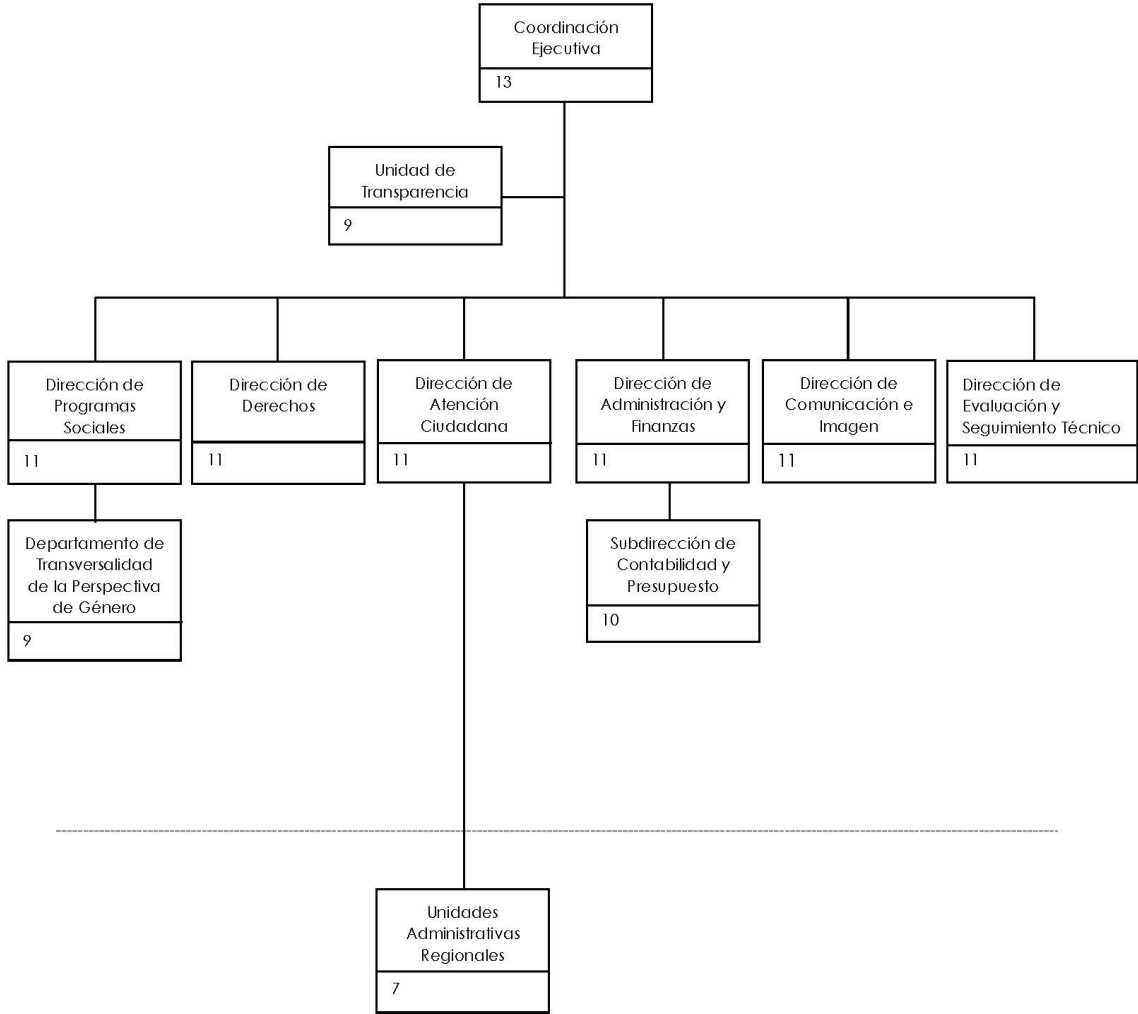 Coordinación
Ejecutiva
13
Unidad de
Transparencia
9
Dirección de
Programas
Sociales
11
Dirección de
Derechos
11
Dirección de
Atención
Ciudadana
11
Dirección de
Administración y
Finanzas
11
Dirección de
Comunicación e
Imagen
11
Dirección de
Evaluación y
Seguimiento Técnico
11
Departamento de
Transversalidad
de la Perspectiva
de Género
9
Subdirección de
Contabilidad y
Presupuesto
10
Unidades
Administrativas
Regionales
7